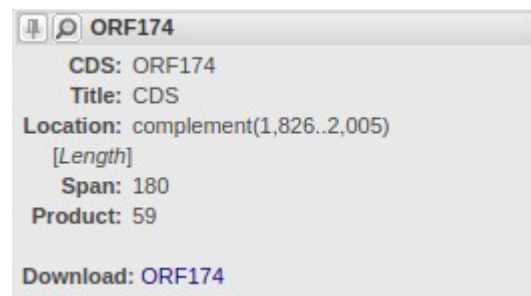 ORF174
CDS: ORF174
Title: CDS
Location: complement(1,826..2,005)
[Length]
Span: 180
Product: 59
Download: ORF174